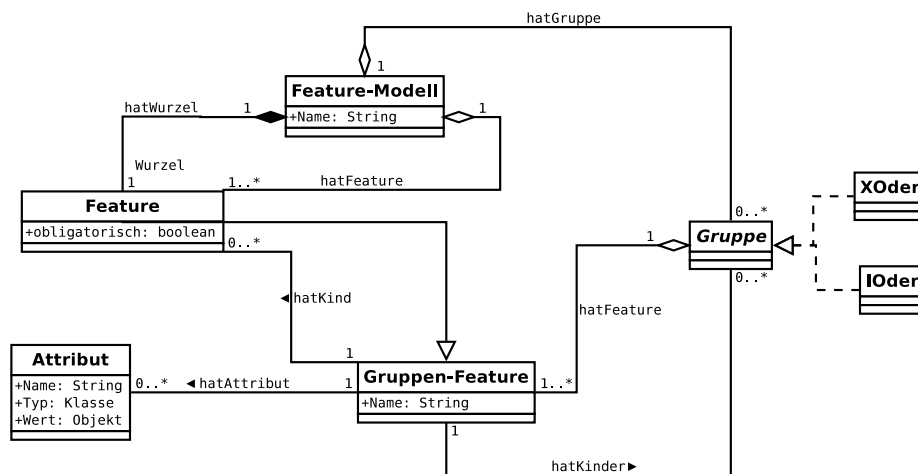 hatGruppe
1
Feature-Modell
+Name: String
hatWurzel
1
1
Wurzel
1
1..*
hatFeature
Feature
+obligatorisch: boolean
0..*
XOder
0..*
Gruppe
1
0..*
IOder
◄hatKind
hatFeature
1
Attribut
+Name: String
+Typ: Klasse
+Wert: Objekt
0..*
◄hatAttribut
1
Gruppen-Feature
+Name: String
1..*
1
hatKinder►